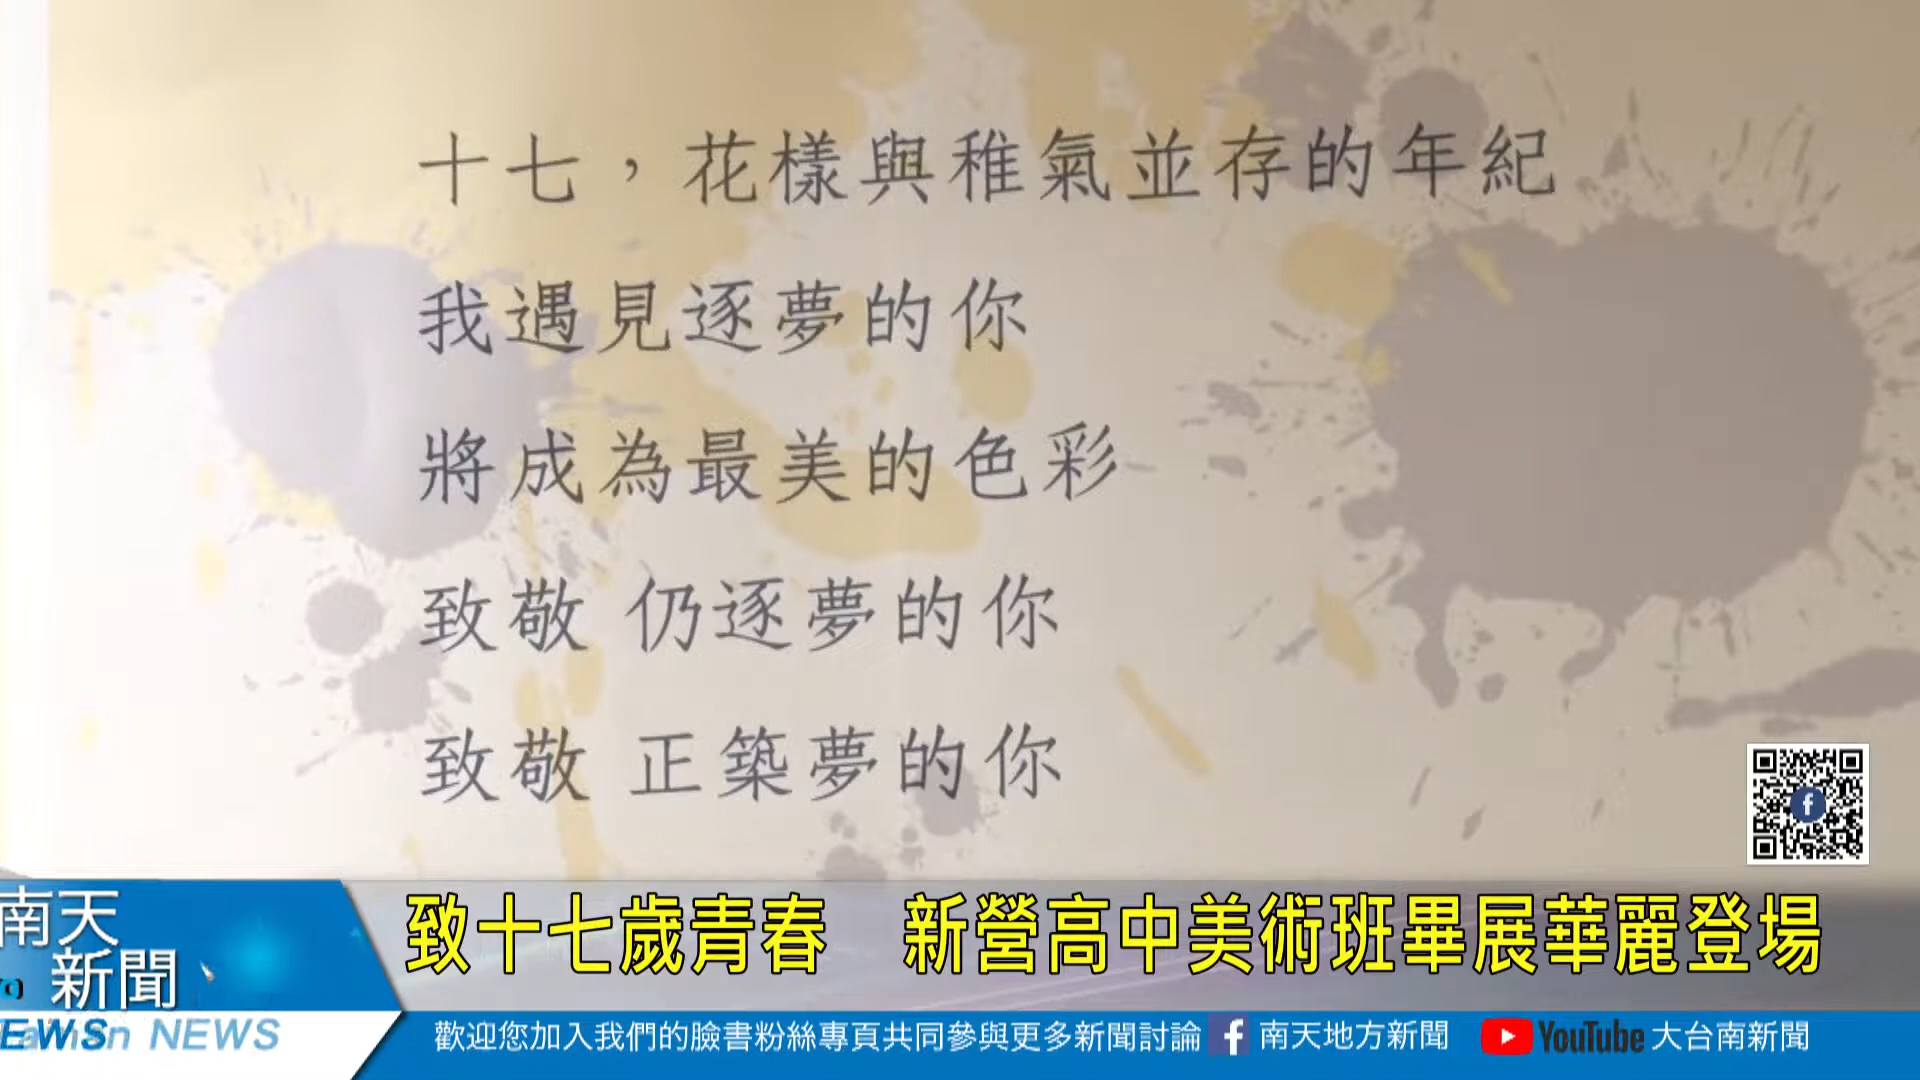 十七，花樣與稚氣並存的年紀
我遇見逐夢的你
將成為最美的色彩
致敬 仍逐夢的你
致敬 正築夢的你
南天
新聞
致十七歲青春 新營高中美術班畢展華麗登場
NEWS
歡迎您加入我們的臉書粉絲專頁共同參與更多新聞討論 f 南天地方新聞 YouTube 大台南新聞